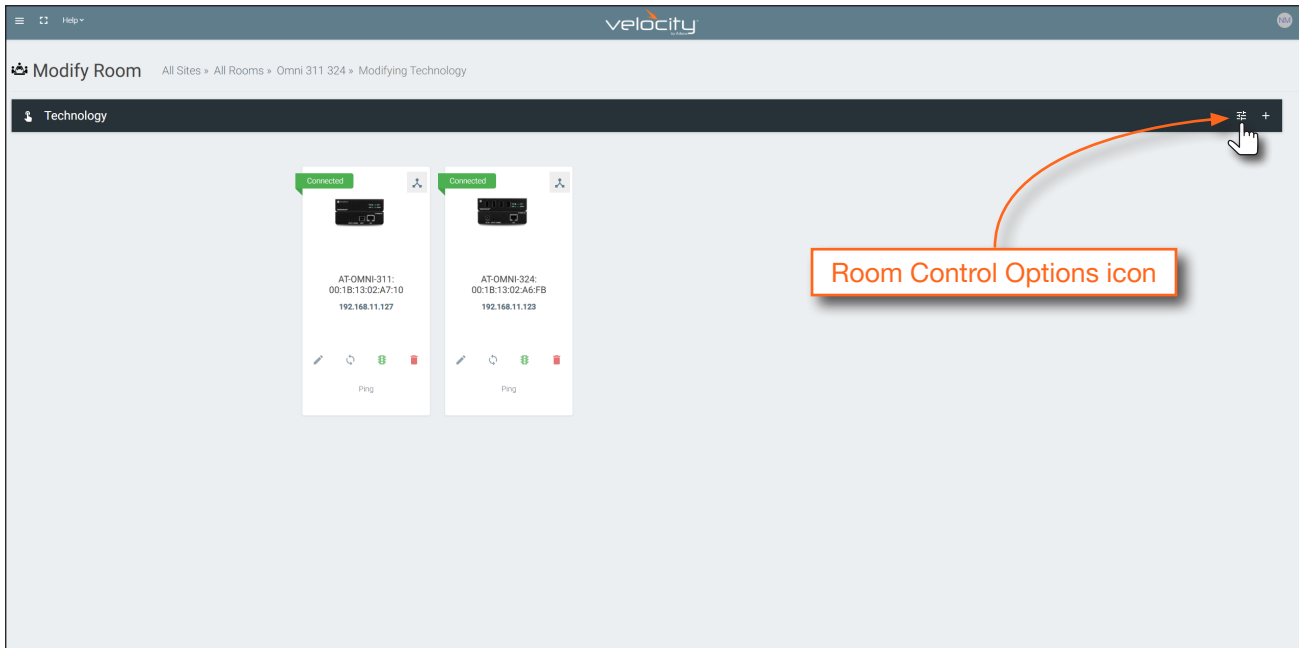 Help
velocity
by Atlona
NM
Modify Room
All Sites » All Rooms » Omni 311 324 » Modifying Technology
Technology
Room Control Options icon
Connected
AT-OMNI-311:
00:1B:13:02:A7:10
192.168.11.127
Ping
Connected
AT-OMNI-324:
00:1B:13:02:A6:FB
192.168.11.123
Ping